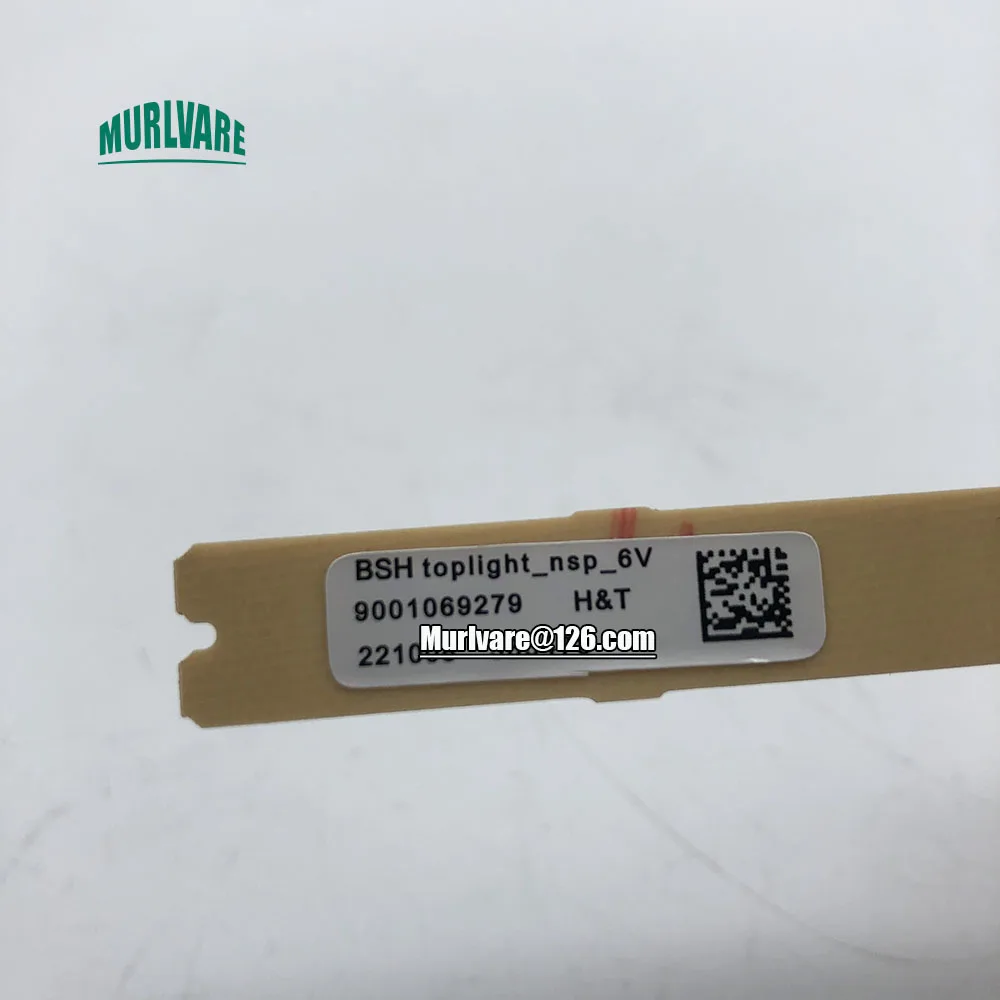 MURLVARE
BSH toplight_nsp_6V
9001069279 H&T
Murlvare@126.com